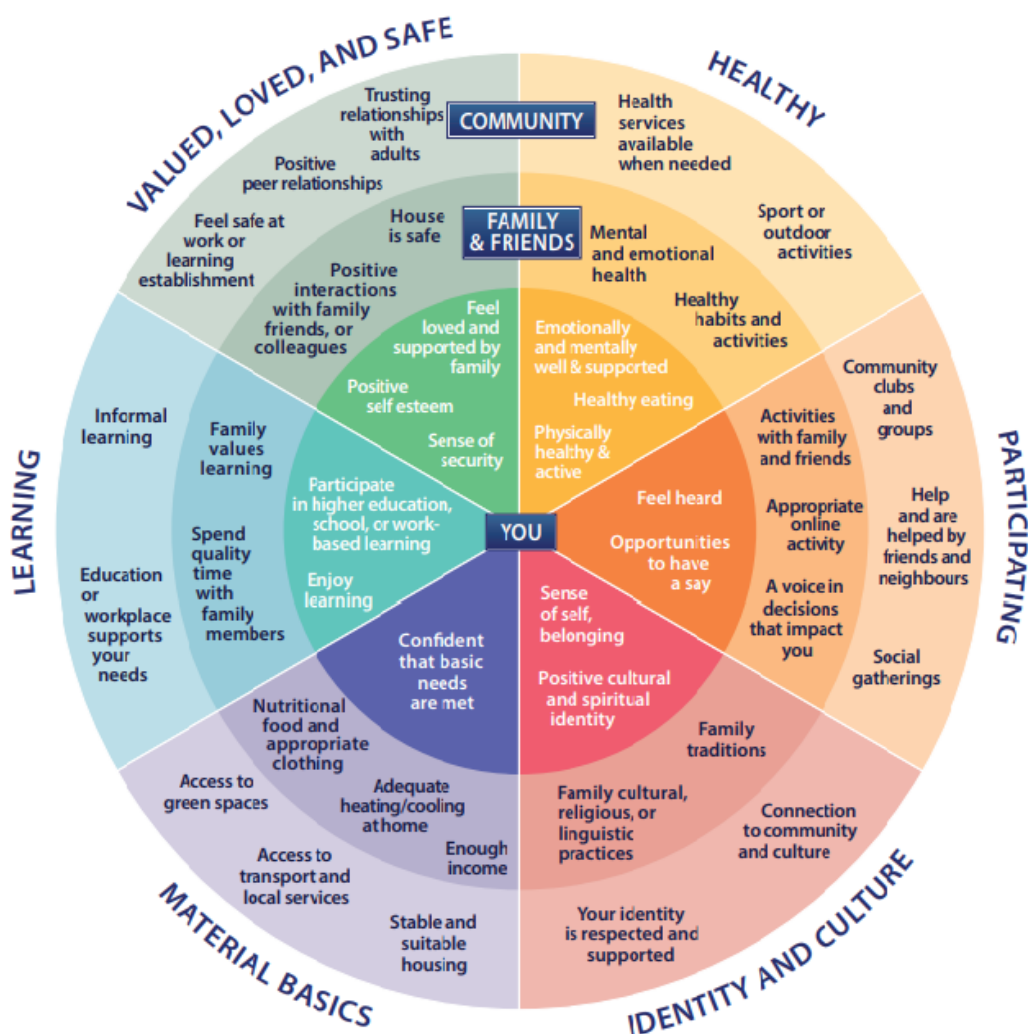 VALUED, LOVED, AND SAFE
Trusting
relationships
with
adults
Positive
peer relationships
Feel safe at
work or
learning
establishment
House
is safe
Positive
interactions
with family
friends, or
colleagues
Feel
loved and
supported by
family
Positive
self esteem
Sense of
security
COMMUNITY
FAMILY
& FRIENDS
YOU
HEALTHY
Health
services
available
when needed
Sport or
outdoor
activities
Mental
and emotional
health
Healthy
habits and
activities
Emotionally
and mentally
well & supported
Healthy eating
Physically
healthy &
active
PARTICIPATING
Community
clubs
and
groups
Help
and are
helped by
friends and
neighbours
Social
gatherings
Activities
with family
and friends
Appropriate
online
activity
A voice in
decisions
that impact
you
Feel heard
Opportunities
to have
a say
IDENTITY AND CULTURE
Sense
of self,
belonging
Positive cultural
and spiritual
identity
Family
traditions
Family cultural,
religious, or
linguistic
practices
Connection
to community
and culture
Your identity
is respected and
supported
MATERIAL BASICS
Confident
that basic
needs
are met
Nutritional
food and
appropriate
clothing
Adequate
heating/cooling
at home
Enough
income
Access to
green spaces
Access to
transport and
local services
Stable and
suitable
housing
LEARNING
Informal
learning
Education
or
workplace
supports
your
needs
Family
values
learning
Spend
quality
time
with
family
members
Participate
in higher education,
school, or work-
based learning
Enjoy
learning